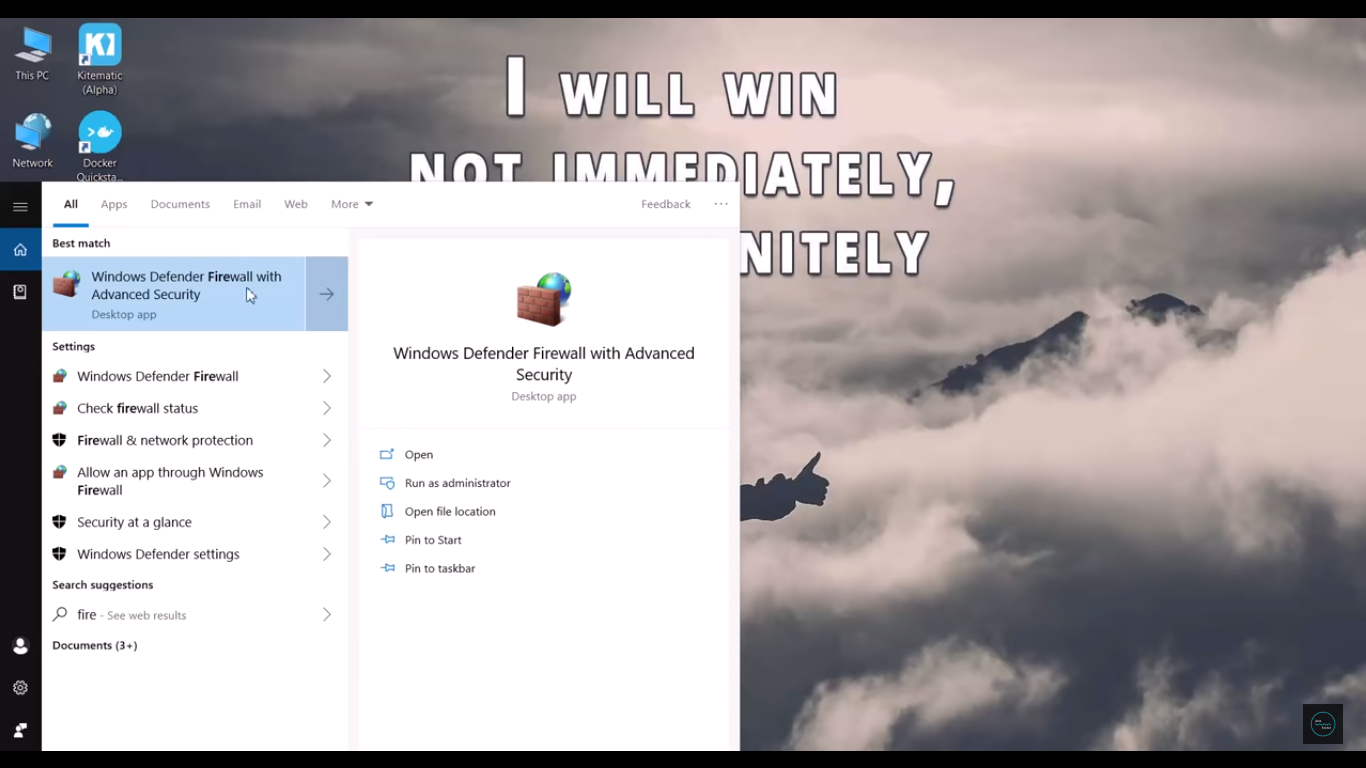 I WILL WIN
NOT IMMEDIATELY,
NITELY
This PC
Kitematic
(Alpha)
Network
Docker
Quicksta...
All Apps Documents Email Web More Feedback ...
Best match
Windows Defender Firewall with
Advanced Security
Desktop app
Settings
Windows Defender Firewall
Check firewall status
Firewall & network protection
Allow an app through Windows
Firewall
Security at a glance
Windows Defender settings
Search suggestions
fire - See web results
Documents (3+)
Windows Defender Firewall with Advanced
Security
Desktop app
Open
Run as administrator
Open file location
Pin to Start
Pin to taskbar